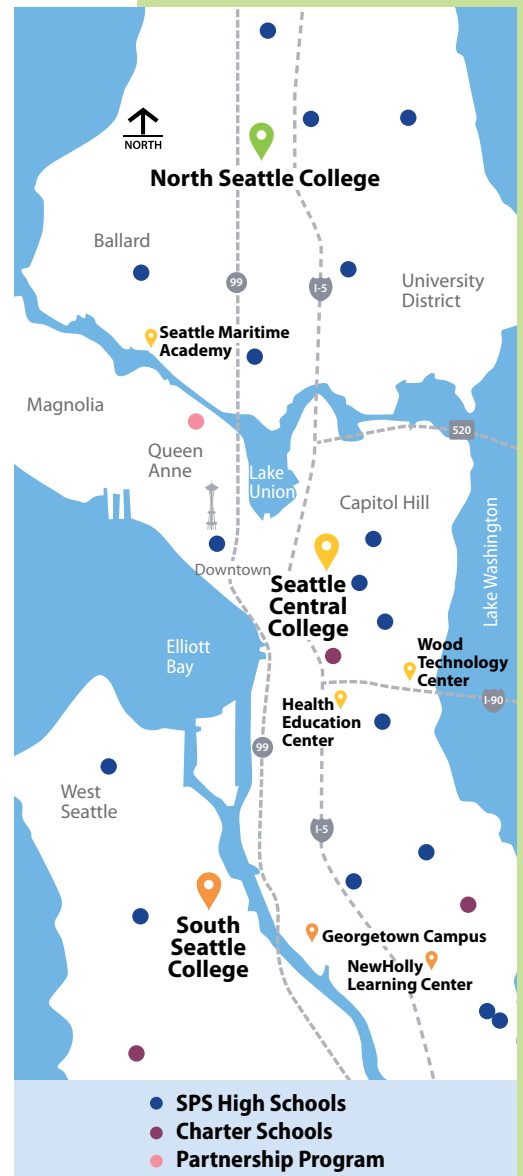 NORTH
North Seattle College
Ballard
99
I-5
University
District
Seattle Maritime
Academy
Magnolia
520
Queen
Anne
Lake
Union
Capitol Hill
Lake Washington
Downtown
Seattle
Central
College
Elliott
Bay
Wood
Technology
Center
I-90
Health
Education
Center
99
West
Seattle
I-5
South
Seattle
College
Georgetown Campus
NewHolly
Learning Center
SPS High Schools
Charter Schools
Partnership Program